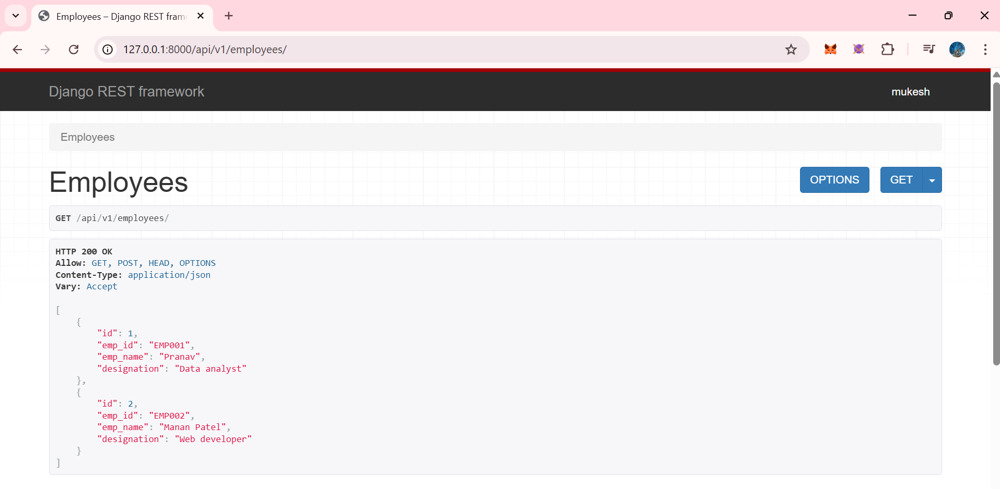 Employees – Django REST fram
127.0.0.1:8000/api/v1/employees/
Django REST framework
mukesh
Employees
Employees
OPTIONS
GET
GET /api/v1/employees/
HTTP 200 OK
Allow: GET, POST, HEAD, OPTIONS
Content-Type: application/json
Vary: Accept
[
    {
        "id": 1,
        "emp_id": "EMP001",
        "emp_name": "Pranav",
        "designation": "Data analyst"
    },
    {
        "id": 2,
        "emp_id": "EMP002",
        "emp_name": "Manan Patel",
        "designation": "Web developer"
    }
]